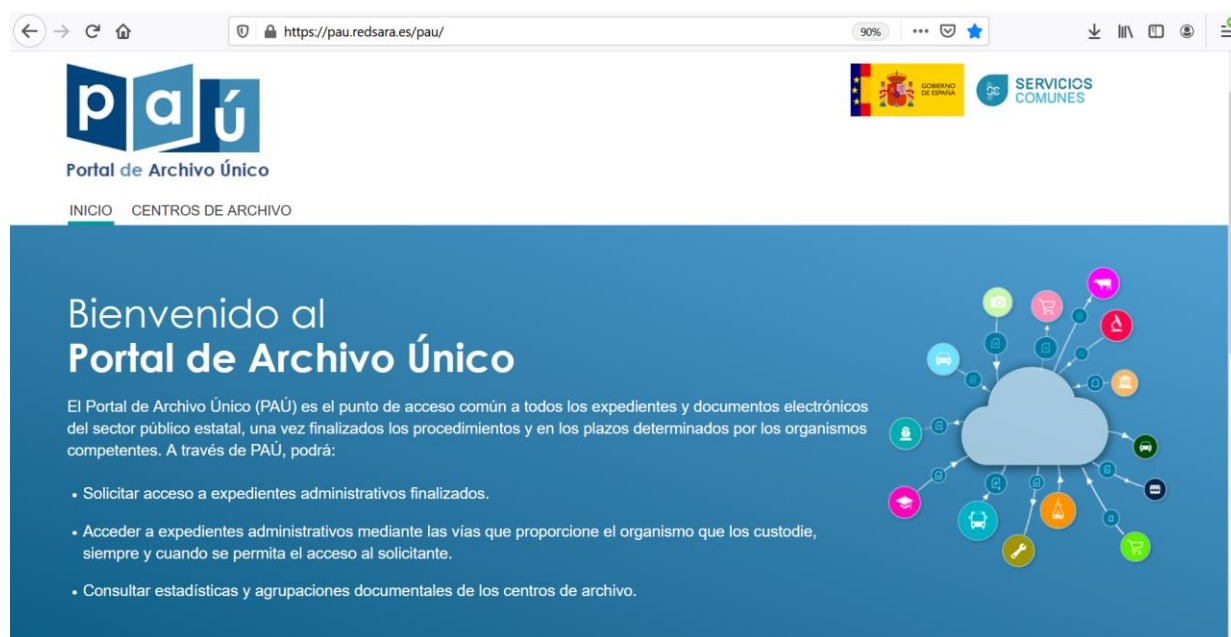 https://pau.redsara.es/pau/
90%
paú
Portal de Archivo Único
GOBIERNO
DE ESPAÑA
SERVICIOS
COMUNES
INICIO CENTROS DE ARCHIVO
Bienvenido al
Portal de Archivo Único
El Portal de Archivo Único (PAÚ) es el punto de acceso común a todos los expedientes y documentos electrónicos
del sector público estatal, una vez finalizados los procedimientos y en los plazos determinados por los organismos
competentes. A través de PAÚ, podrá:
• Solicitar acceso a expedientes administrativos finalizados.
• Acceder a expedientes administrativos mediante las vías que proporcione el organismo que los custodie,
siempre y cuando se permita el acceso al solicitante.
• Consultar estadísticas y agrupaciones documentales de los centros de archivo.